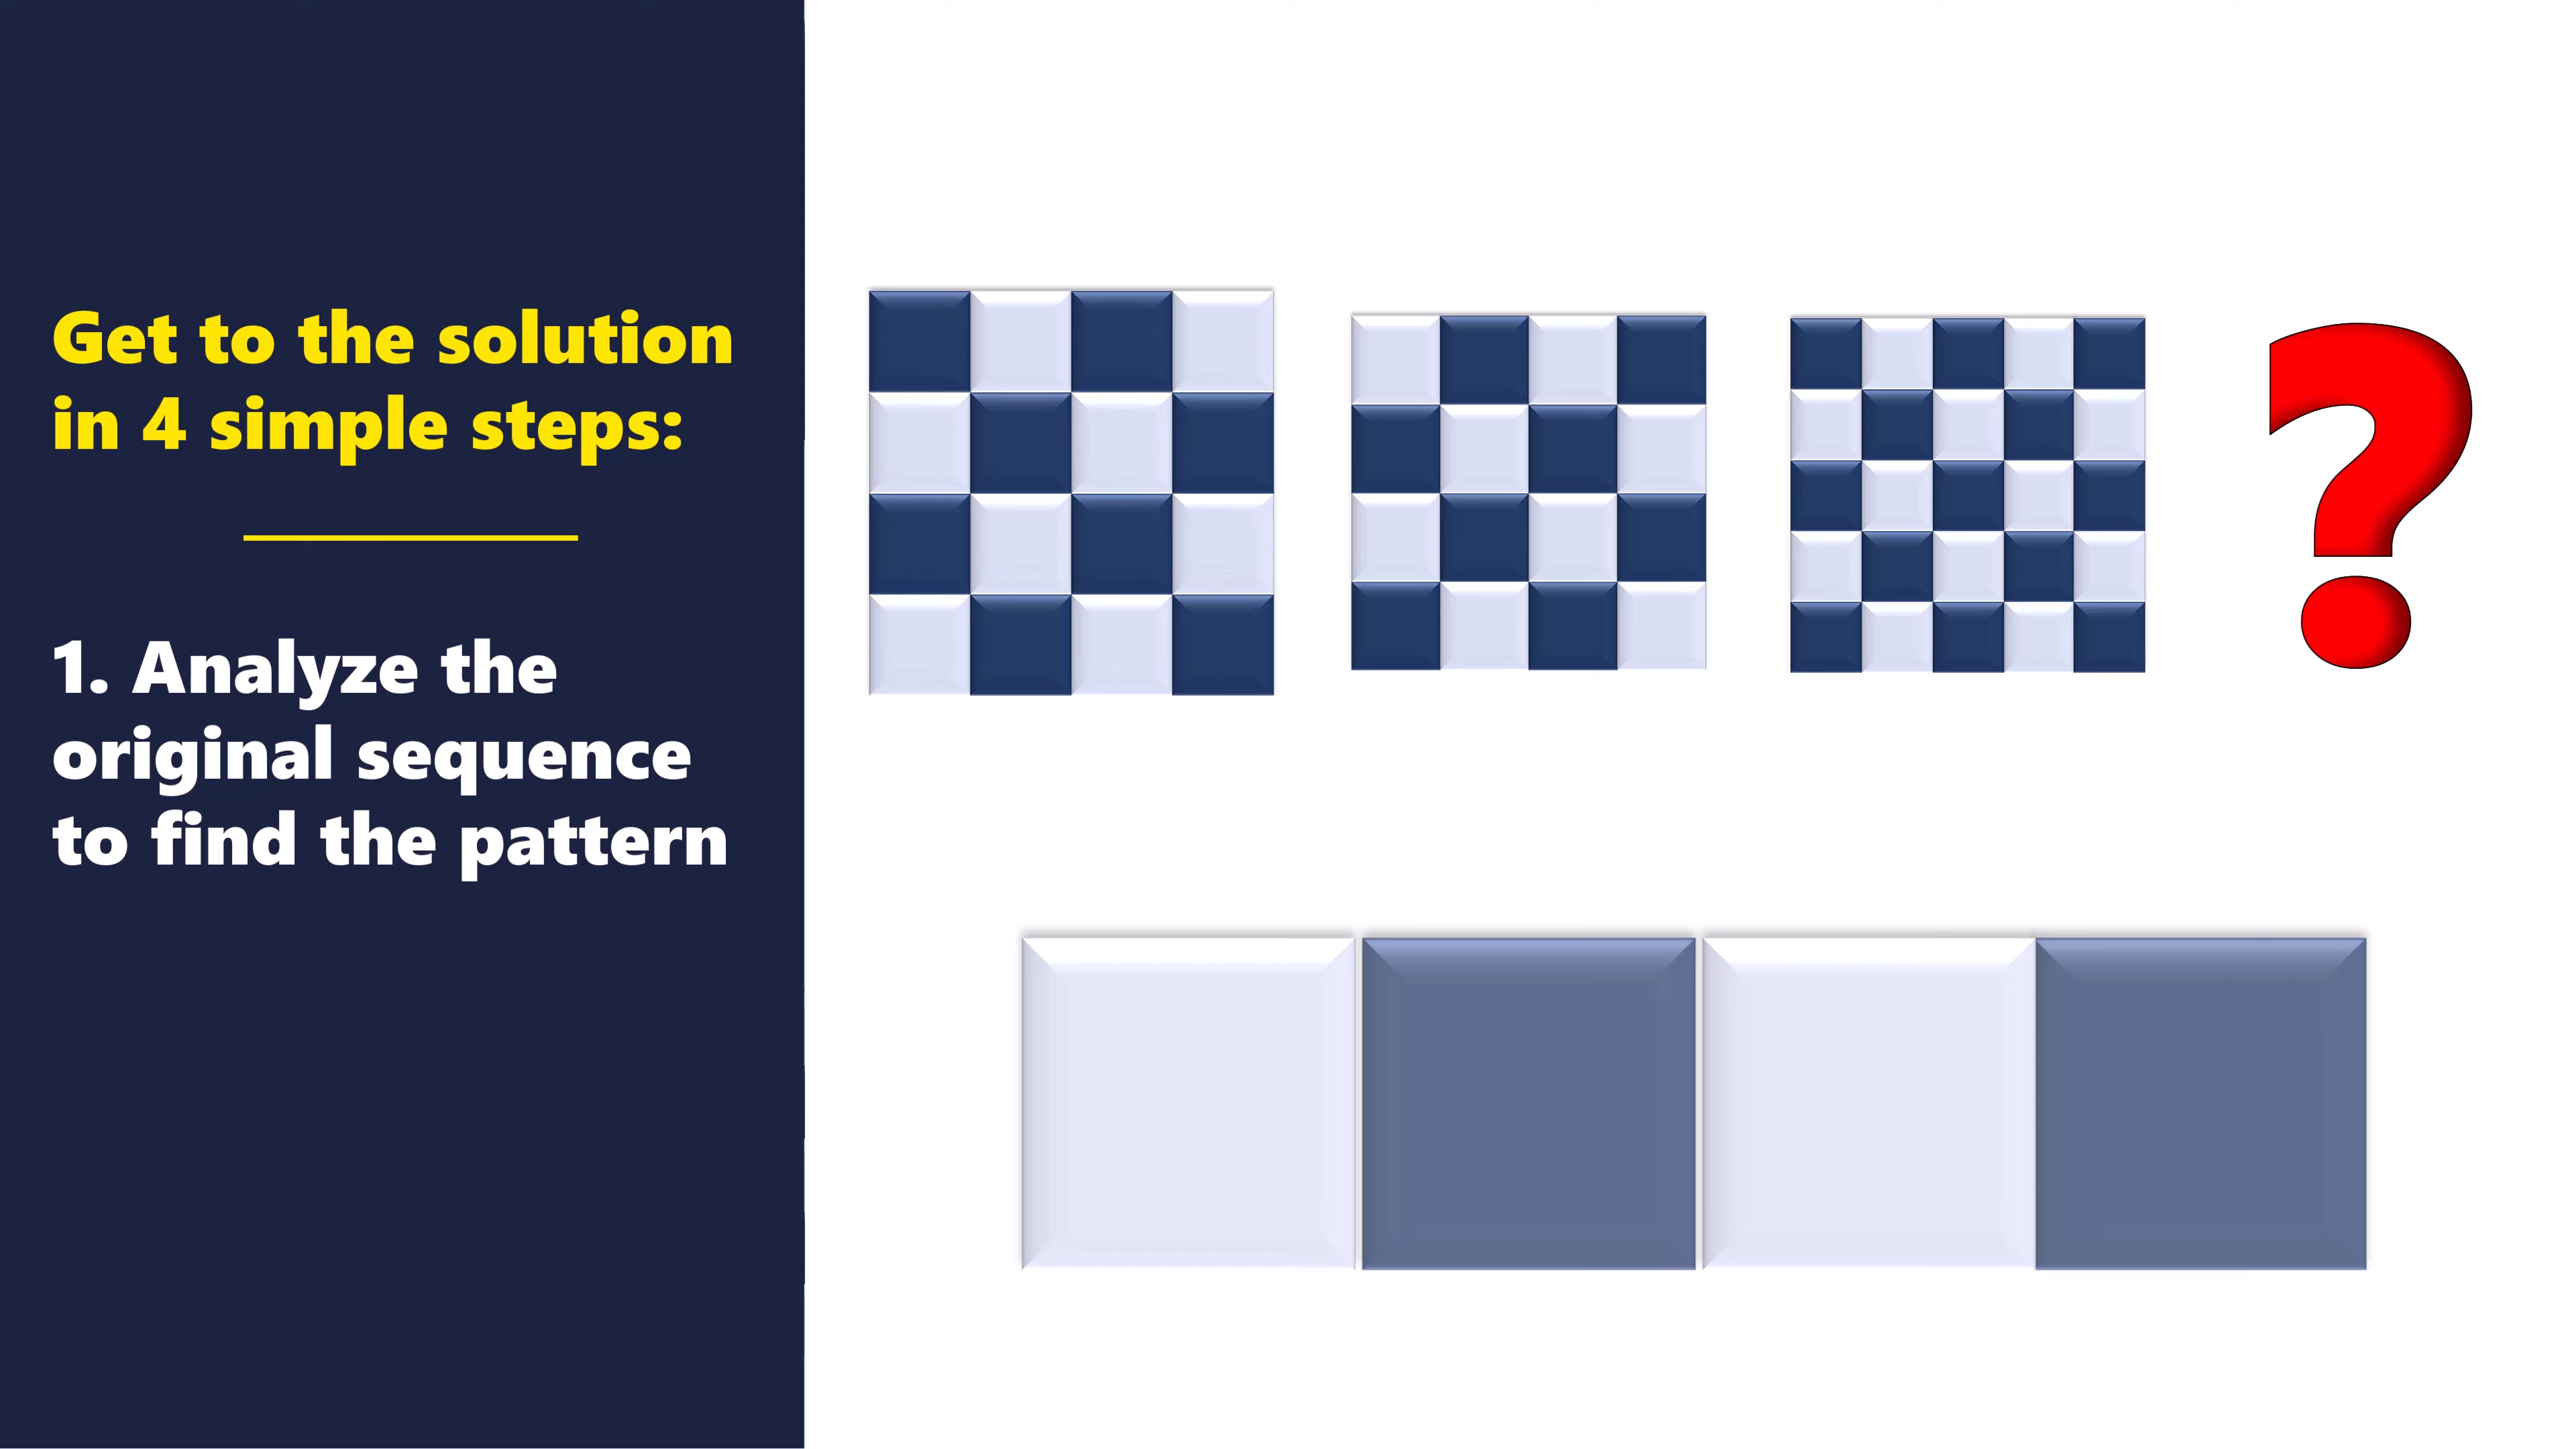 Get to the solution
in 4 simple steps:
1. Analyze the
original sequence
to find the pattern
?